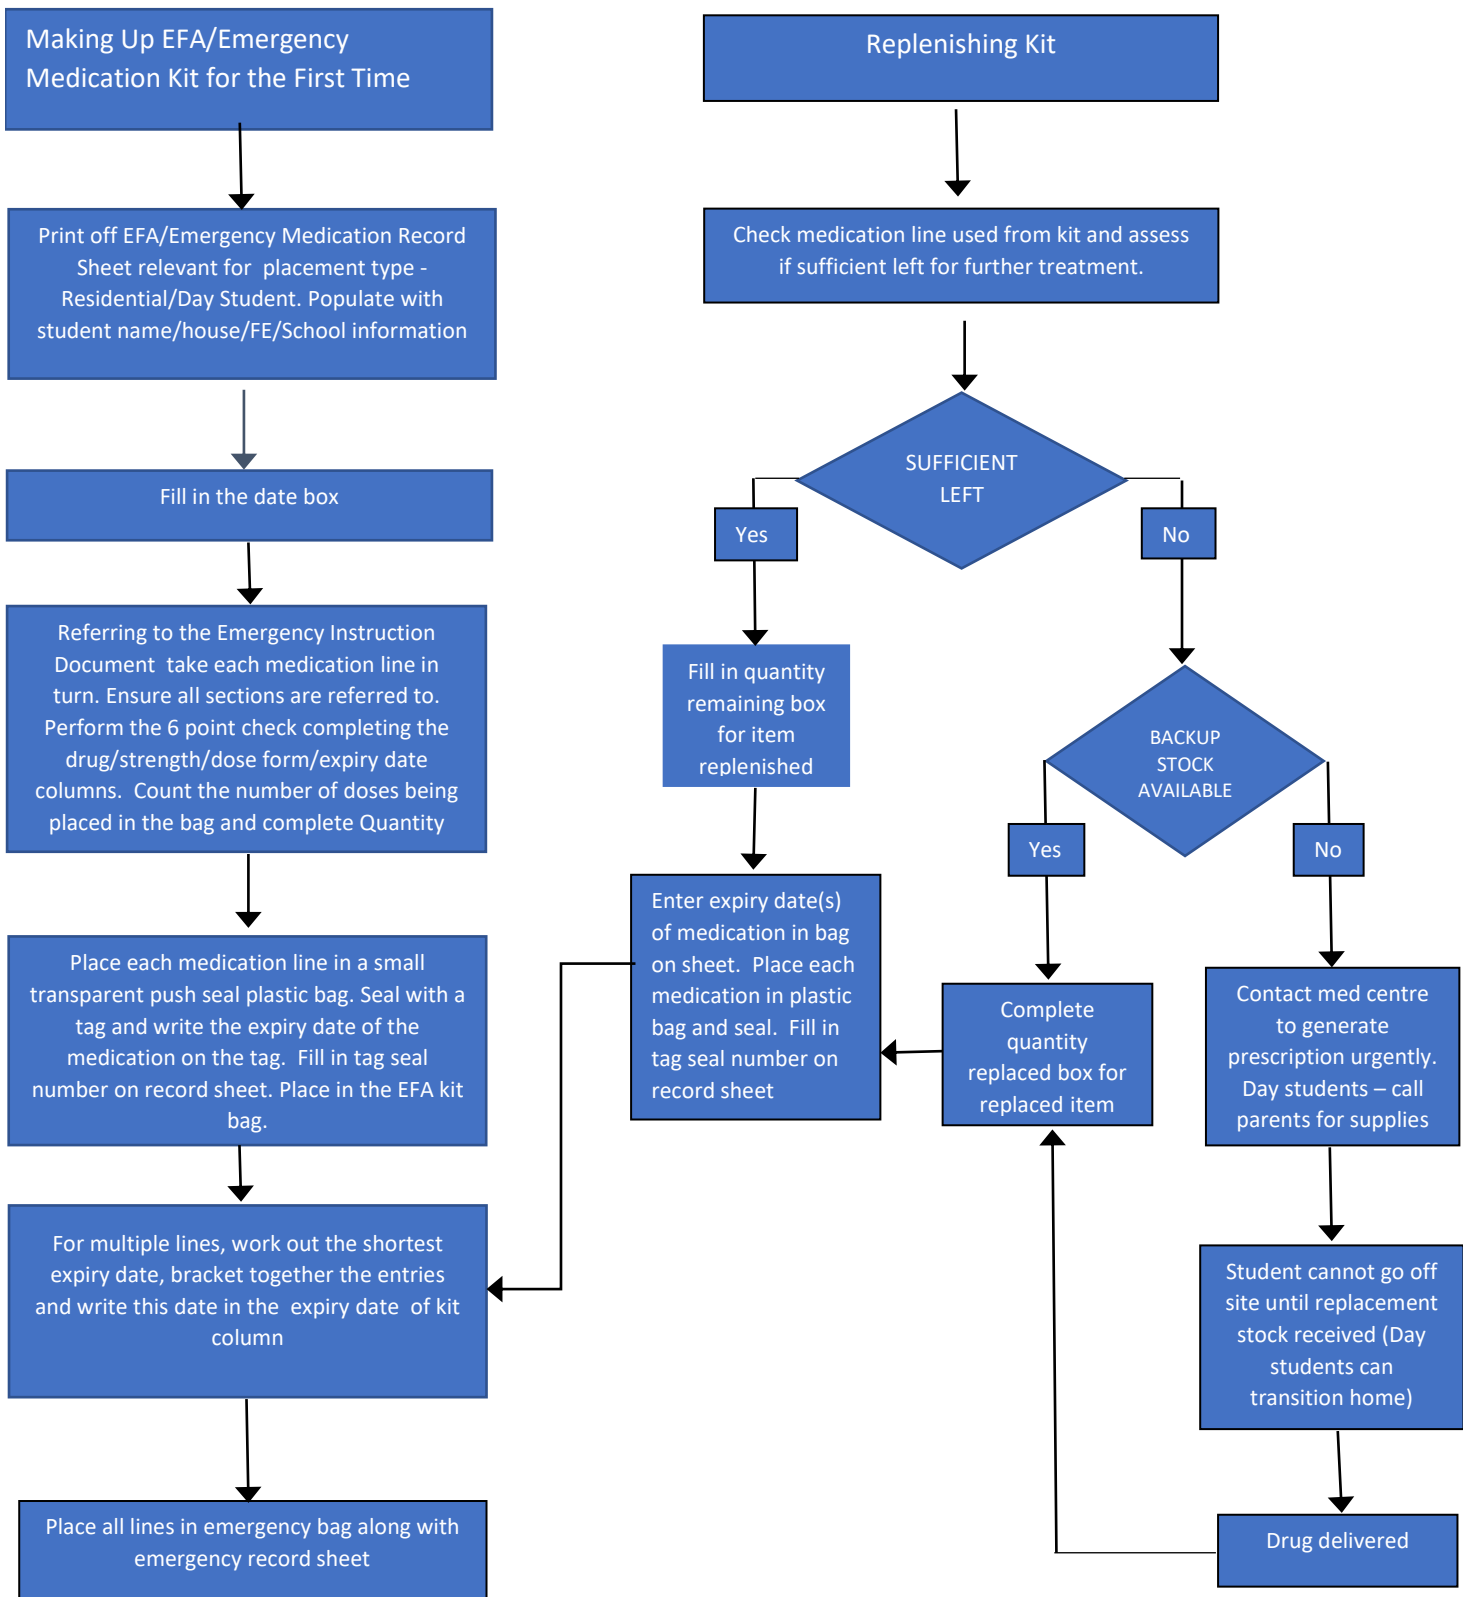 Making Up EFA/Emergency
Medication Kit for the First Time
Print off EFA/Emergency Medication Record
Sheet relevant for placement type -
Residential/Day Student. Populate with
student name/house/FE/School information
Fill in the date box
Referring to the Emergency Instruction
Document take each medication line in
turn. Ensure all sections are referred to.
Perform the 6 point check completing the
drug/strength/dose form/expiry date
columns. Count the number of doses being
placed in the bag and complete Quantity
Place each medication line in a small
transparent push seal plastic bag. Seal with a
tag and write the expiry date of the
medication on the tag. Fill in tag seal
number on record sheet. Place in the EFA kit
bag.
For multiple lines, work out the shortest
expiry date, bracket together the entries
and write this date in the expiry date of kit
column
Place all lines in emergency bag along with
emergency record sheet
Replenishing Kit
Check medication line used from kit and assess
if sufficient left for further treatment.
SUFFICIENT
LEFT
Yes
No
Fill in quantity
remaining box
for item
replenished
BACKUP
STOCK
AVAILABLE
Yes
No
Enter expiry date(s)
of medication in bag
on sheet. Place each
medication in plastic
bag and seal. Fill in
tag seal number on
record sheet
Complete
quantity
replaced box for
replaced item
Contact med centre
to generate
prescription urgently.
Day students – call
parents for supplies
Student cannot go off
site until replacement
stock received (Day
students can
transition home)
Drug delivered